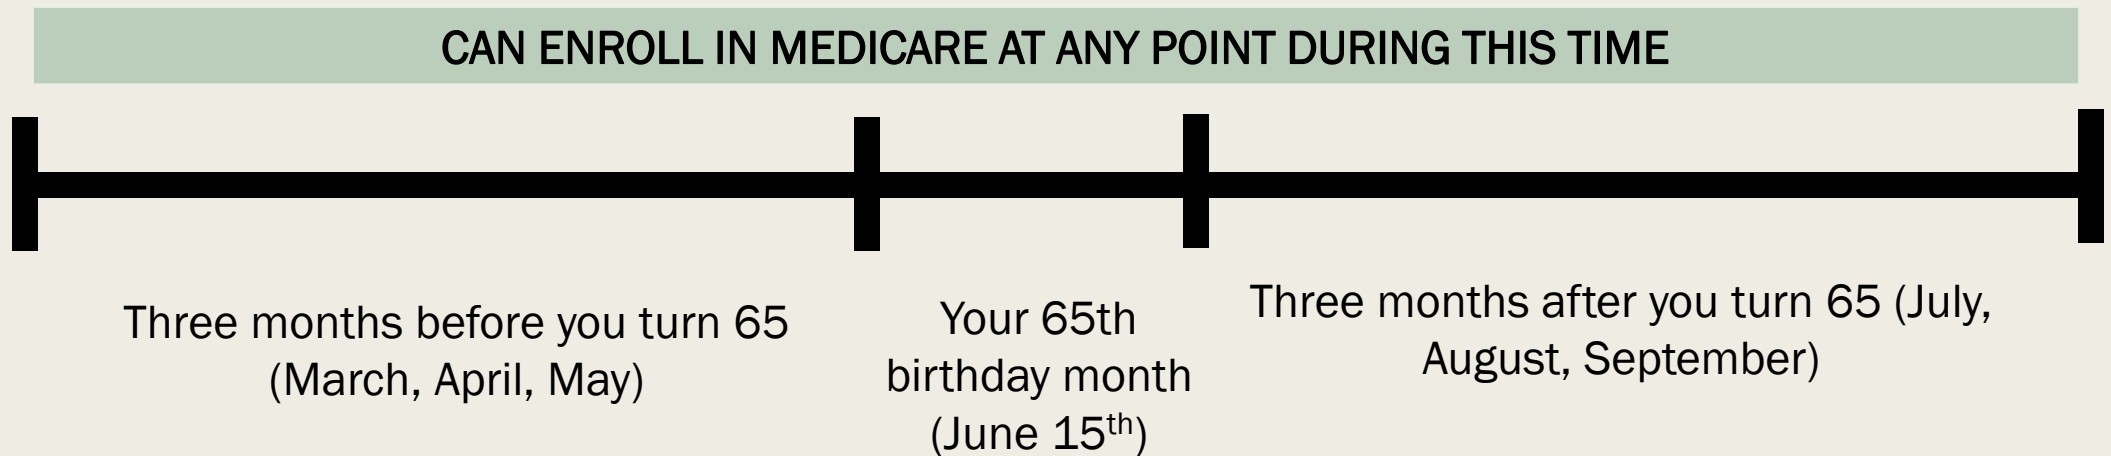 CAN ENROLL IN MEDICARE AT ANY POINT DURING THIS TIME
Three months before you turn 65
(March, April, May)
Your 65th
birthday month
(June 15th)
Three months after you turn 65 (July,
August, September)